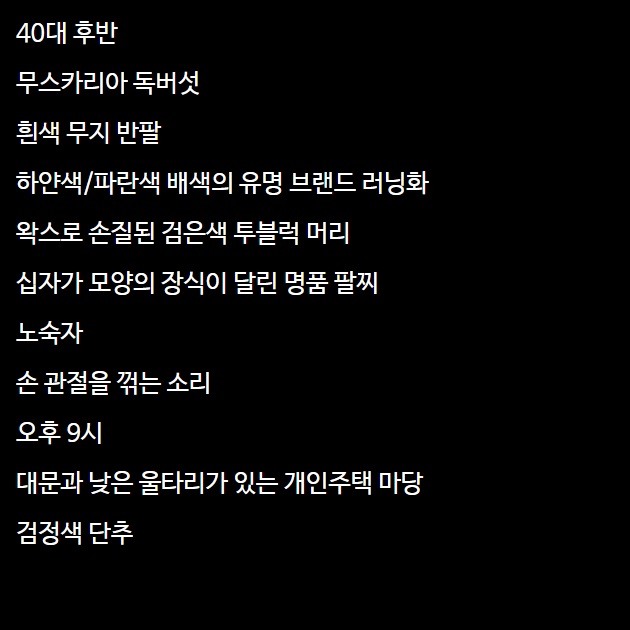 40대 후반
무스카리아 독버섯
흰색 무지 반팔
하얀색/파란색 배색의 유명 브랜드 러닝화
왁스로 손질된 검은색 투블럭 머리
십자가 모양의 장식이 달린 명품 팔찌
노숙자
손 관절을 꺾는 소리
오후 9시
대문과 낮은 울타리가 있는 개인주택 마당
검정색 단추